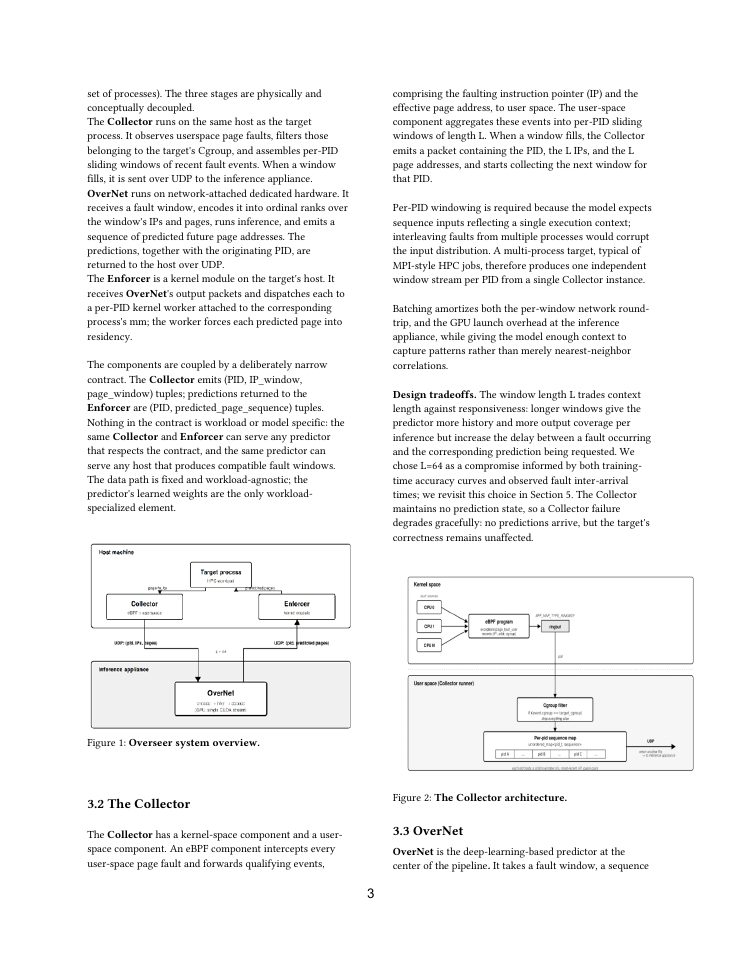 set of processes). The three stages are physically and
conceptually decoupled.
The Collector runs on the same host as the target
process. It observes userspace page faults, filters those
belonging to the target's Cgroup, and assembles per-PID
sliding windows of recent fault events. When a window
fills, it is sent over UDP to the inference appliance.
OverNet runs on network-attached dedicated hardware. It
receives a fault window, encodes it into ordinal ranks over
the window's IPs and pages, runs inference, and emits a
sequence of predicted future page addresses. The
predictions, together with the originating PID, are
returned to the host over UDP.
The Enforcer is a kernel module on the target's host. It
receives OverNet's output packets and dispatches each to
a per-PID kernel worker attached to the corresponding
process's mm; the worker forces each predicted page into
residency.
The components are coupled by a deliberately narrow
contract. The Collector emits (PID, IP_window,
page_window) tuples; predictions returned to the
Enforcer are (PID, predicted_page_sequence) tuples.
Nothing in the contract is workload or model specific: the
same Collector and Enforcer can serve any predictor
that respects the contract, and the same predictor can
serve any host that produces compatible fault windows.
The data path is fixed and workload-agnostic; the
predictor's learned weights are the only workload-
specialized element.
Host machine
Target process
Collector
Enforcer
kernel module
UDP: (pid, IPs, pages)
UDP: (pid, predicted pages)
Inference appliance
OverNet
Figure 1: Overseer system overview.
3.2 The Collector
The Collector has a kernel-space component and a user-
space component. An eBPF component intercepts every
user-space page fault and forwards qualifying events,
comprising the faulting instruction pointer (IP) and the
effective page address, to user space. The user-space
component aggregates these events into per-PID sliding
windows of length L. When a window fills, the Collector
emits a packet containing the PID, the L IPs, and the L
page addresses, and starts collecting the next window for
that PID.
Per-PID windowing is required because the model expects
sequence inputs reflecting a single execution context;
interleaving faults from multiple processes would corrupt
the input distribution. A multi-process target, typical of
MPI-style HPC jobs, therefore produces one independent
window stream per PID from a single Collector instance.
Batching amortizes both the per-window network round-
trip, and the GPU launch overhead at the inference
appliance, while giving the model enough context to
capture patterns rather than merely nearest-neighbor
correlations.
Design tradeoffs. The window length L trades context
length against responsiveness: longer windows give the
predictor more history and more output coverage per
inference but increase the delay between a fault occurring
and the corresponding prediction being requested. We
chose L=64 as a compromise informed by both training-
time accuracy curves and observed fault inter-arrival
times; we revisit this choice in Section 5. The Collector
maintains no prediction state, so a Collector failure
degrades gracefully: no predictions arrive, but the target's
correctness remains unaffected.
Kernel space
CPU 0
CPU 1
CPU N
eBPF program
ringbuf
User space (Collector runner)
Cgroup filter
Per-pid sequence map
pid A
...
pid B
...
pid C
...
UDP
Figure 2: The Collector architecture.
3.3 OverNet
OverNet is the deep-learning-based predictor at the
center of the pipeline. It takes a fault window, a sequence
3